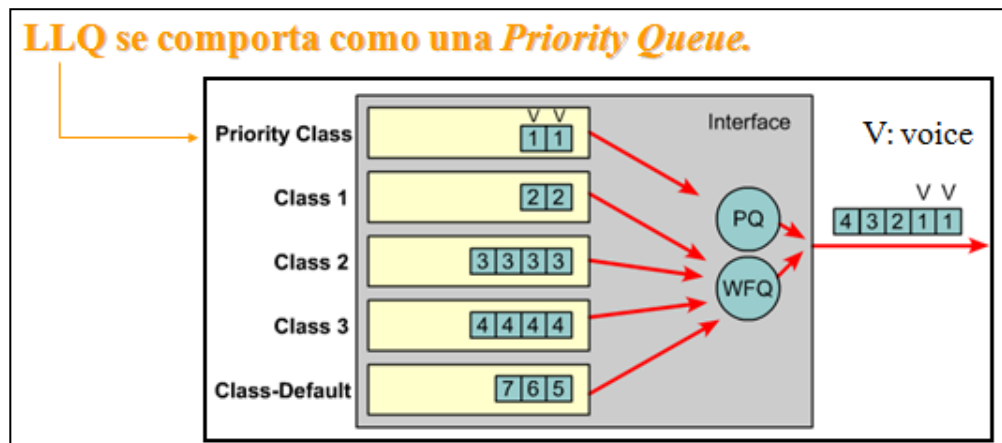 LLQ se comporta como una Priority Queue.
Priority Class
V V
1 1
Interface
V: voice
Class 1
2 2
PQ
V V
4 3 2 1 1
Class 2
3 3 3 3
WFQ
Class 3
4 4 4 4
Class-Default
7 6 5